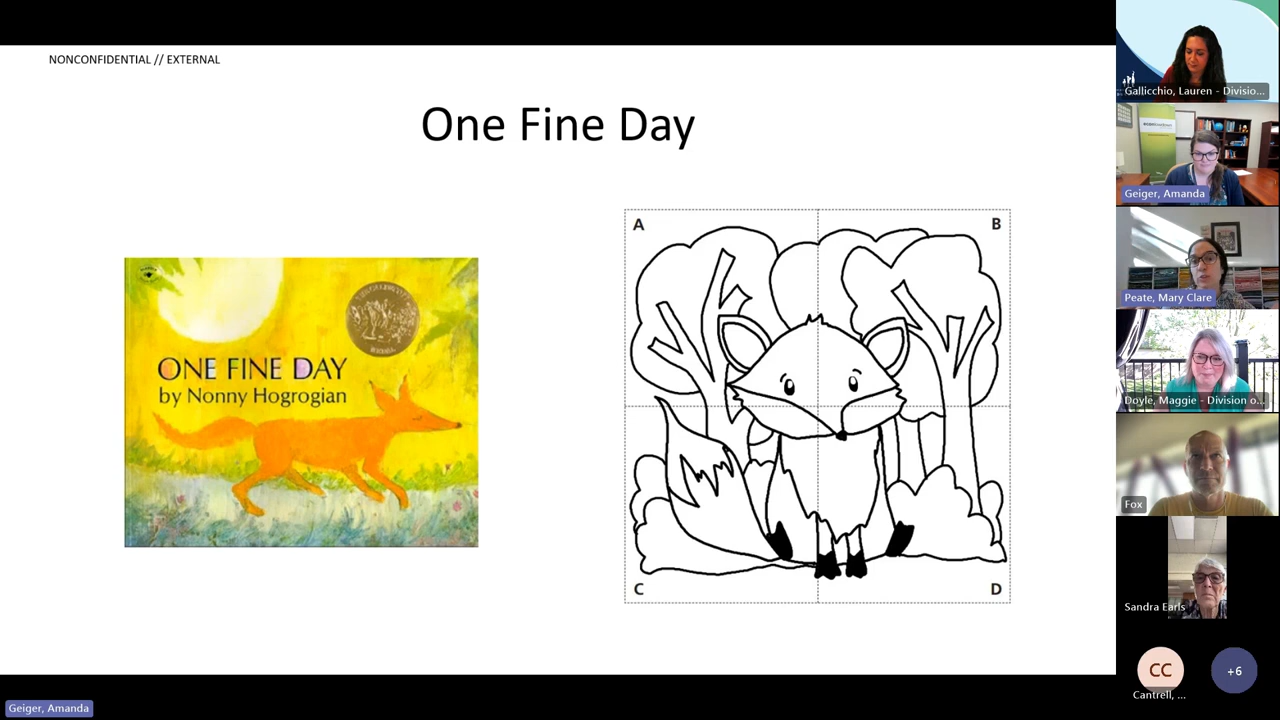 NONCONFIDENTIAL // EXTERNAL
One Fine Day
ONE FINE DAY
by Nonny Hogrogian
A
B
C
D
Gallicchio, Lauren - Divisio...
Geiger, Amanda
Peate, Mary Clare
Doyle, Maggie - Division o...
Fox
Sandra Earls
CC
Cantrell, ...
+6
Geiger, Amanda